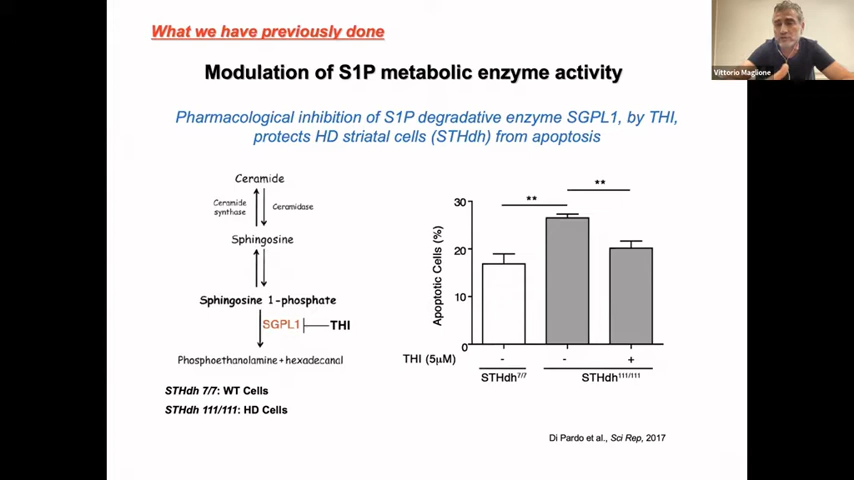 What we have previously done
Vittorio Maglione
Modulation of S1P metabolic enzyme activity
Pharmacological inhibition of S1P degradative enzyme SGPL1, by THI,
protects HD striatal cells (STHdh) from apoptosis
Ceramide
Ceramide
synthase
Ceramidase
Sphingosine
Sphingosine 1-phosphate
SGPL1
THI
Phosphoethanolamine + hexadecanal
STHdh 7/7: WT Cells
STHdh 111/111: HD Cells
**
**
Apoptotic Cells (%)
30
20
10
0
THI (5μM) - - +
STHdh7/7 STHdh111/111
Di Pardo et al., Sci Rep, 2017